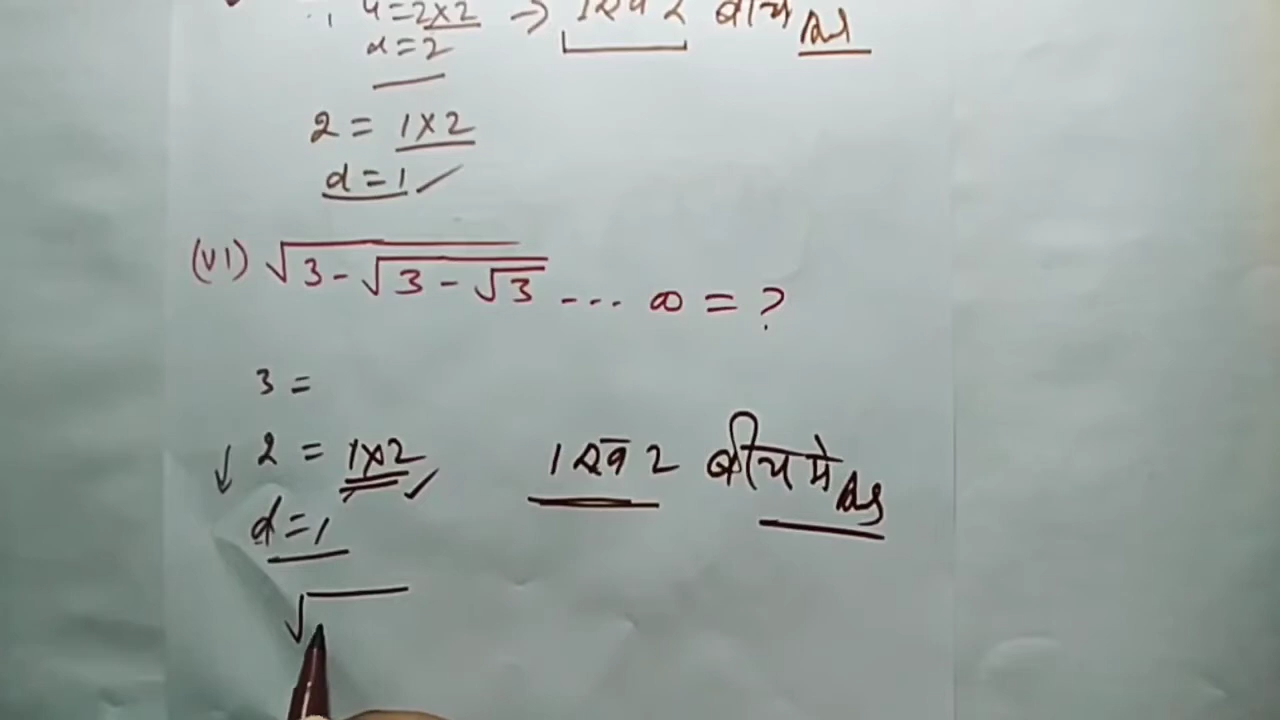 4=2×2 → 1 व 2 बीच Ans
d=2
2 = 1×2
d=1 ✓
(VI) √3-√3-√3 --- ∞ = ?
3 =
↓ 2 = 1×2 ✓ 1 व 2 बीच मे Ans
d=1
√